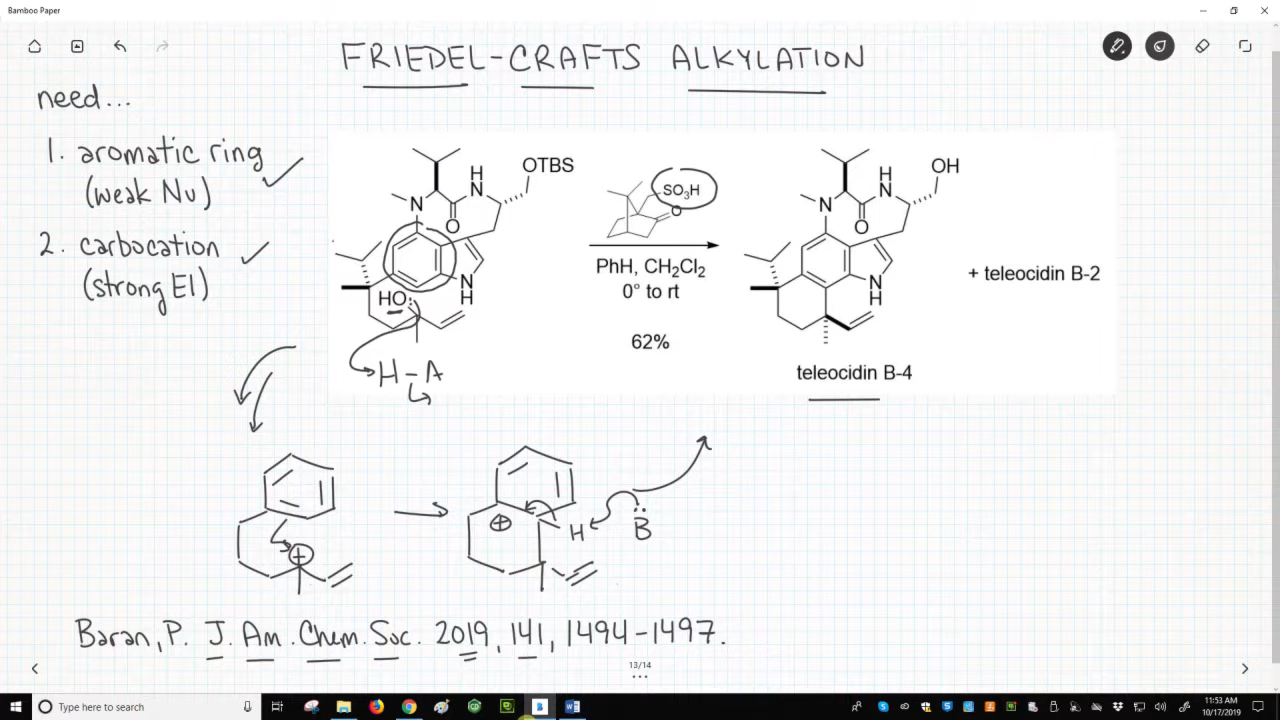 Bamboo Paper
FRIEDEL-CRAFTS ALKYLATION
need...
1. aromatic ring
(weak Nu)
2. carbocation
(strong El)
OTBS
H
N
N
O
N
H
HO:
H-A
SO3H
O
PhH, CH2Cl2
0° to rt
62%
OH
H
N
N
O
N
H
+ teleocidin B-2
teleocidin B-4
+
+
H
B
Baran, P. J. Am. Chem. Soc. 2019, 141, 1494-1497.
13/14
Type here to search
11:53 AM
10/17/2019